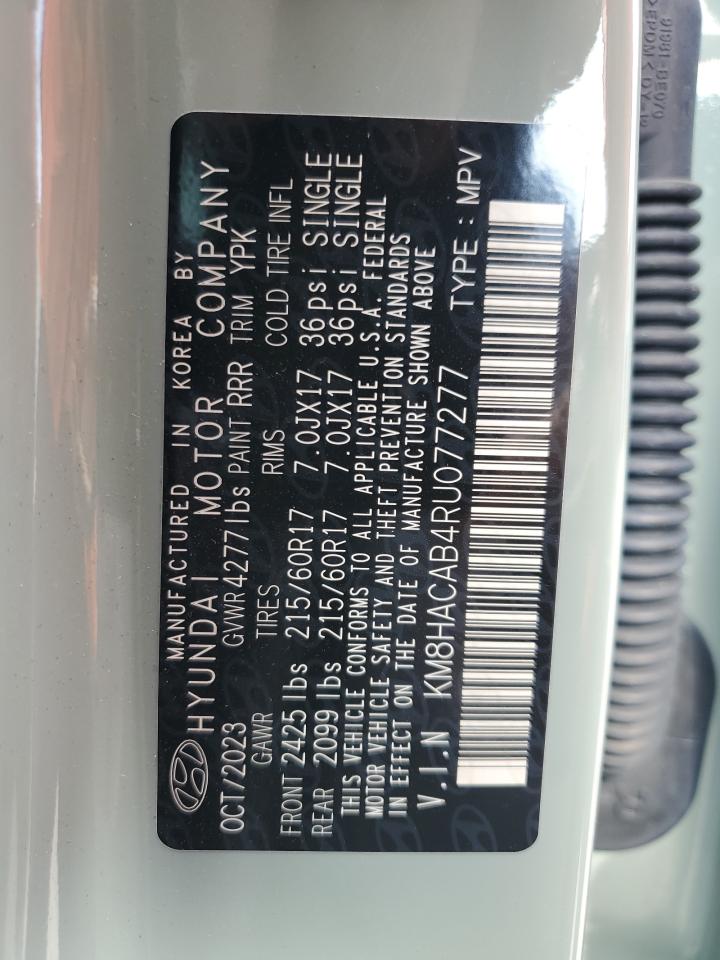 MANUFACTURED IN KOREA BY
HYUNDAI MOTOR COMPANY
OCT/2023 GVWR 4277 lbs PAINT RRR TRIM YPK
GAWR TIRES RIMS COLD TIRE INFL
FRONT 2425 lbs 215/60R17 7.0JX17 36psi SINGLE
REAR 2099 lbs 215/60R17 7.0JX17 36psi SINGLE
THIS VEHICLE CONFORMS TO ALL APPLICABLE U.S.A. FEDERAL
MOTOR VEHICLE SAFETY AND THEFT PREVENTION STANDARDS
IN EFFECT ON THE DATE OF MANUFACTURE SHOWN ABOVE
V.I.N KM8HACAB4RU077277 TYPE : MPV
91981-BE070
>EPDM<